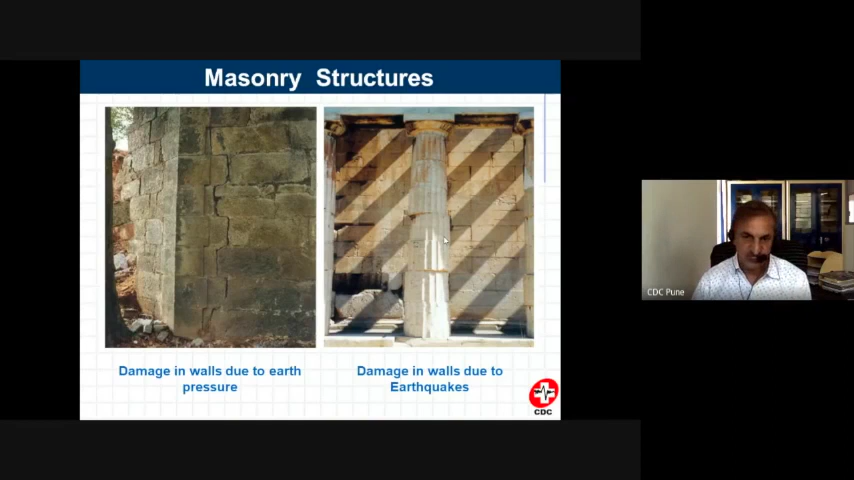 Masonry Structures
Damage in walls due to earth
pressure
Damage in walls due to
Earthquakes
CDC
CDC Pune